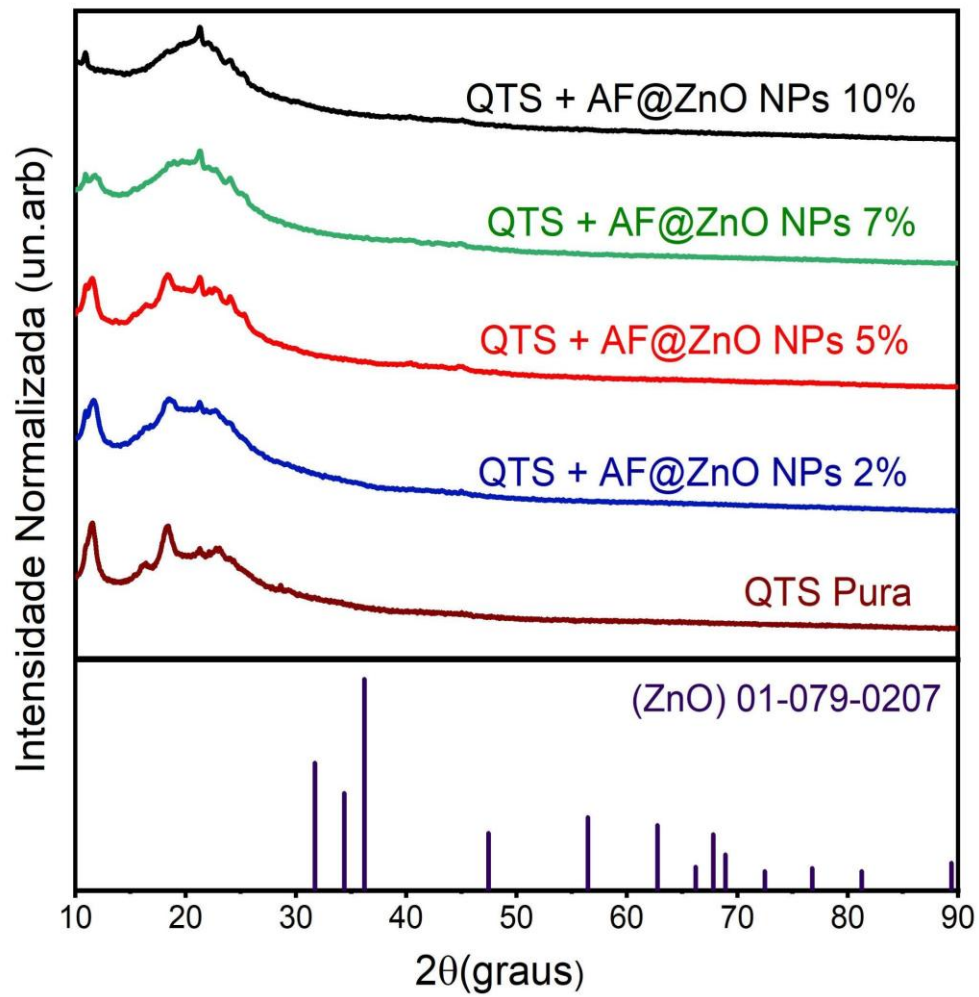 Intensidade Normalizada (un.arb)
QTS + AF@ZnO NPs 10%
QTS + AF@ZnO NPs 7%
QTS + AF@ZnO NPs 5%
QTS + AF@ZnO NPs 2%
QTS Pura
(ZnO) 01-079-0207
10 20 30 40 50 60 70 80 90
2θ(graus)